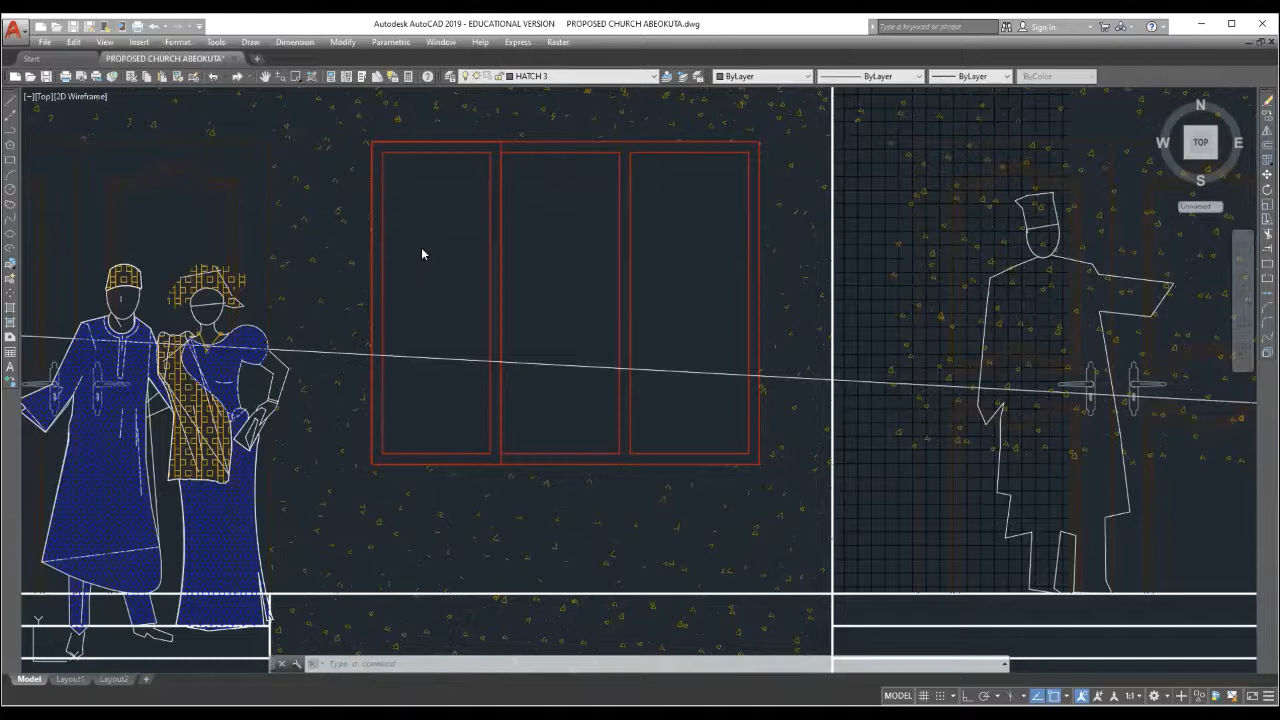 Autodesk AutoCAD 2019 - EDUCATIONAL VERSION PROPOSED CHURCH ABEOKUTA.dwg
Type a keyword or phrase
Sign In
File Edit View Insert Format Tools Draw Dimension Modify Parametric Window Help Express Raster
Start
PROPOSED CHURCH ABEOKUTA*
HATCH 3
ByLayer
ByLayer
ByLayer
ByColor
[−][Top][2D Wireframe]
N
W
TOP
E
S
Unnamed
Y
Type a command
Model
Layout1
Layout2
MODEL
1:1